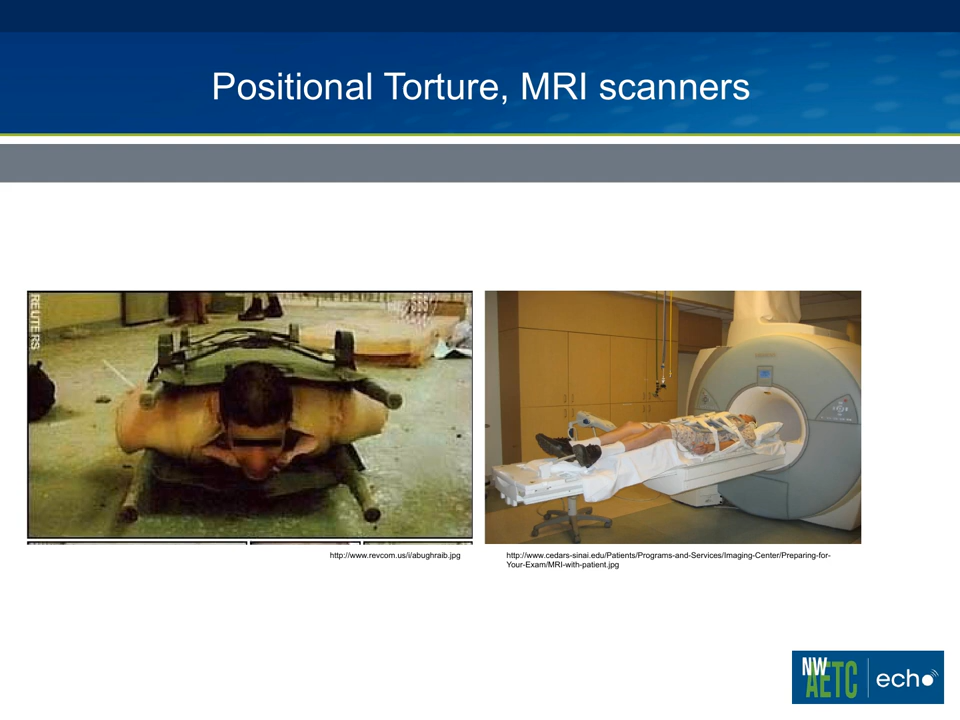 Positional Torture, MRI scanners
REUTERS
http://www.revcom.us/i/abughraib.jpg
http://www.cedars-sinai.edu/Patients/Programs-and-Services/Imaging-Center/Preparing-for-
Your-Exam/MRI-with-patient.jpg
NW
AETC
echo